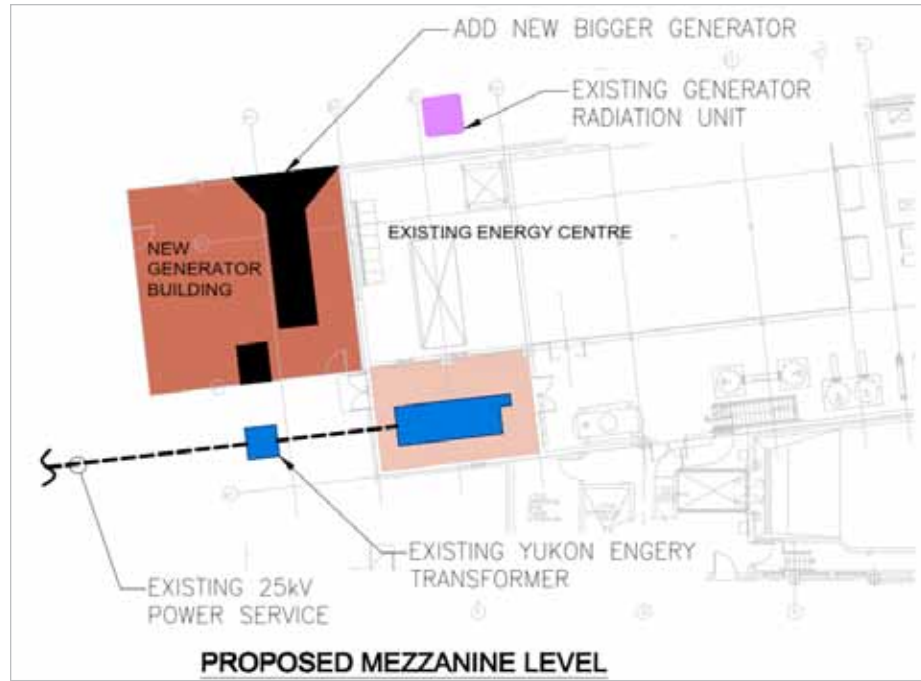 ADD NEW BIGGER GENERATOR
EXISTING GENERATOR
RADIATION UNIT
EXISTING ENERGY CENTRE
NEW
GENERATOR
BUILDING
EXISTING YUKON ENGERY
TRANSFORMER
EXISTING 25kV
POWER SERVICE
PROPOSED MEZZANINE LEVEL